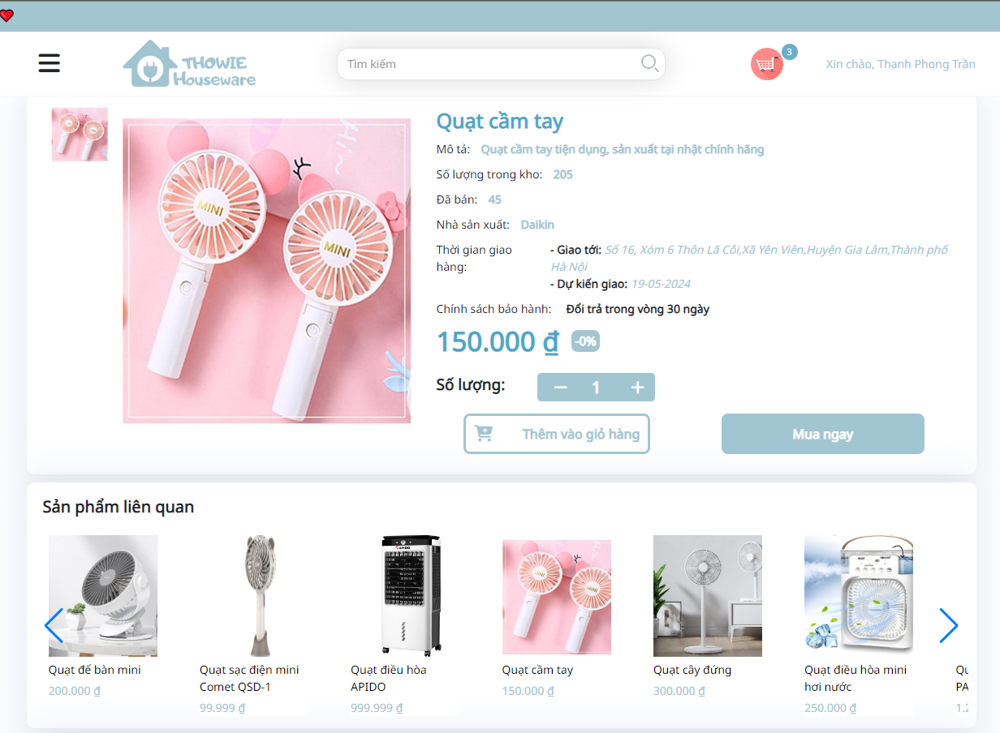 THOWIE
Houseware
Tìm kiếm
3
Xin chào, Thanh Phong Trần
Hi~
MINI
MINI
Quạt cầm tay
Mô tả: Quạt cầm tay tiện dụng, sản xuất tại nhật chính hãng
Số lượng trong kho: 205
Đã bán: 45
Nhà sản xuất: Daikin
Thời gian giao hàng:
- Giao tới: Số 16, Xóm 6 Thôn Lã Côi,Xã Yên Viên,Huyện Gia Lâm,Thành phố
Hà Nội
- Dự kiến giao: 19-05-2024
Chính sách bảo hành: Đổi trả trong vòng 30 ngày
150.000 ₫ -0%
Số lượng: − 1 +
Thêm vào giỏ hàng
Mua ngay
Sản phẩm liên quan
APIDO
MINI
MINI
Quạt để bàn mini
200.000 ₫
Quạt sạc điện mini
Comet QSD-1
99.999 ₫
Quạt điều hòa
APIDO
999.999 ₫
Quạt cầm tay
150.000 ₫
Quạt cây đứng
300.000 ₫
Quạt điều hòa mini
hơi nước
250.000 ₫
Qu
PA
1.2